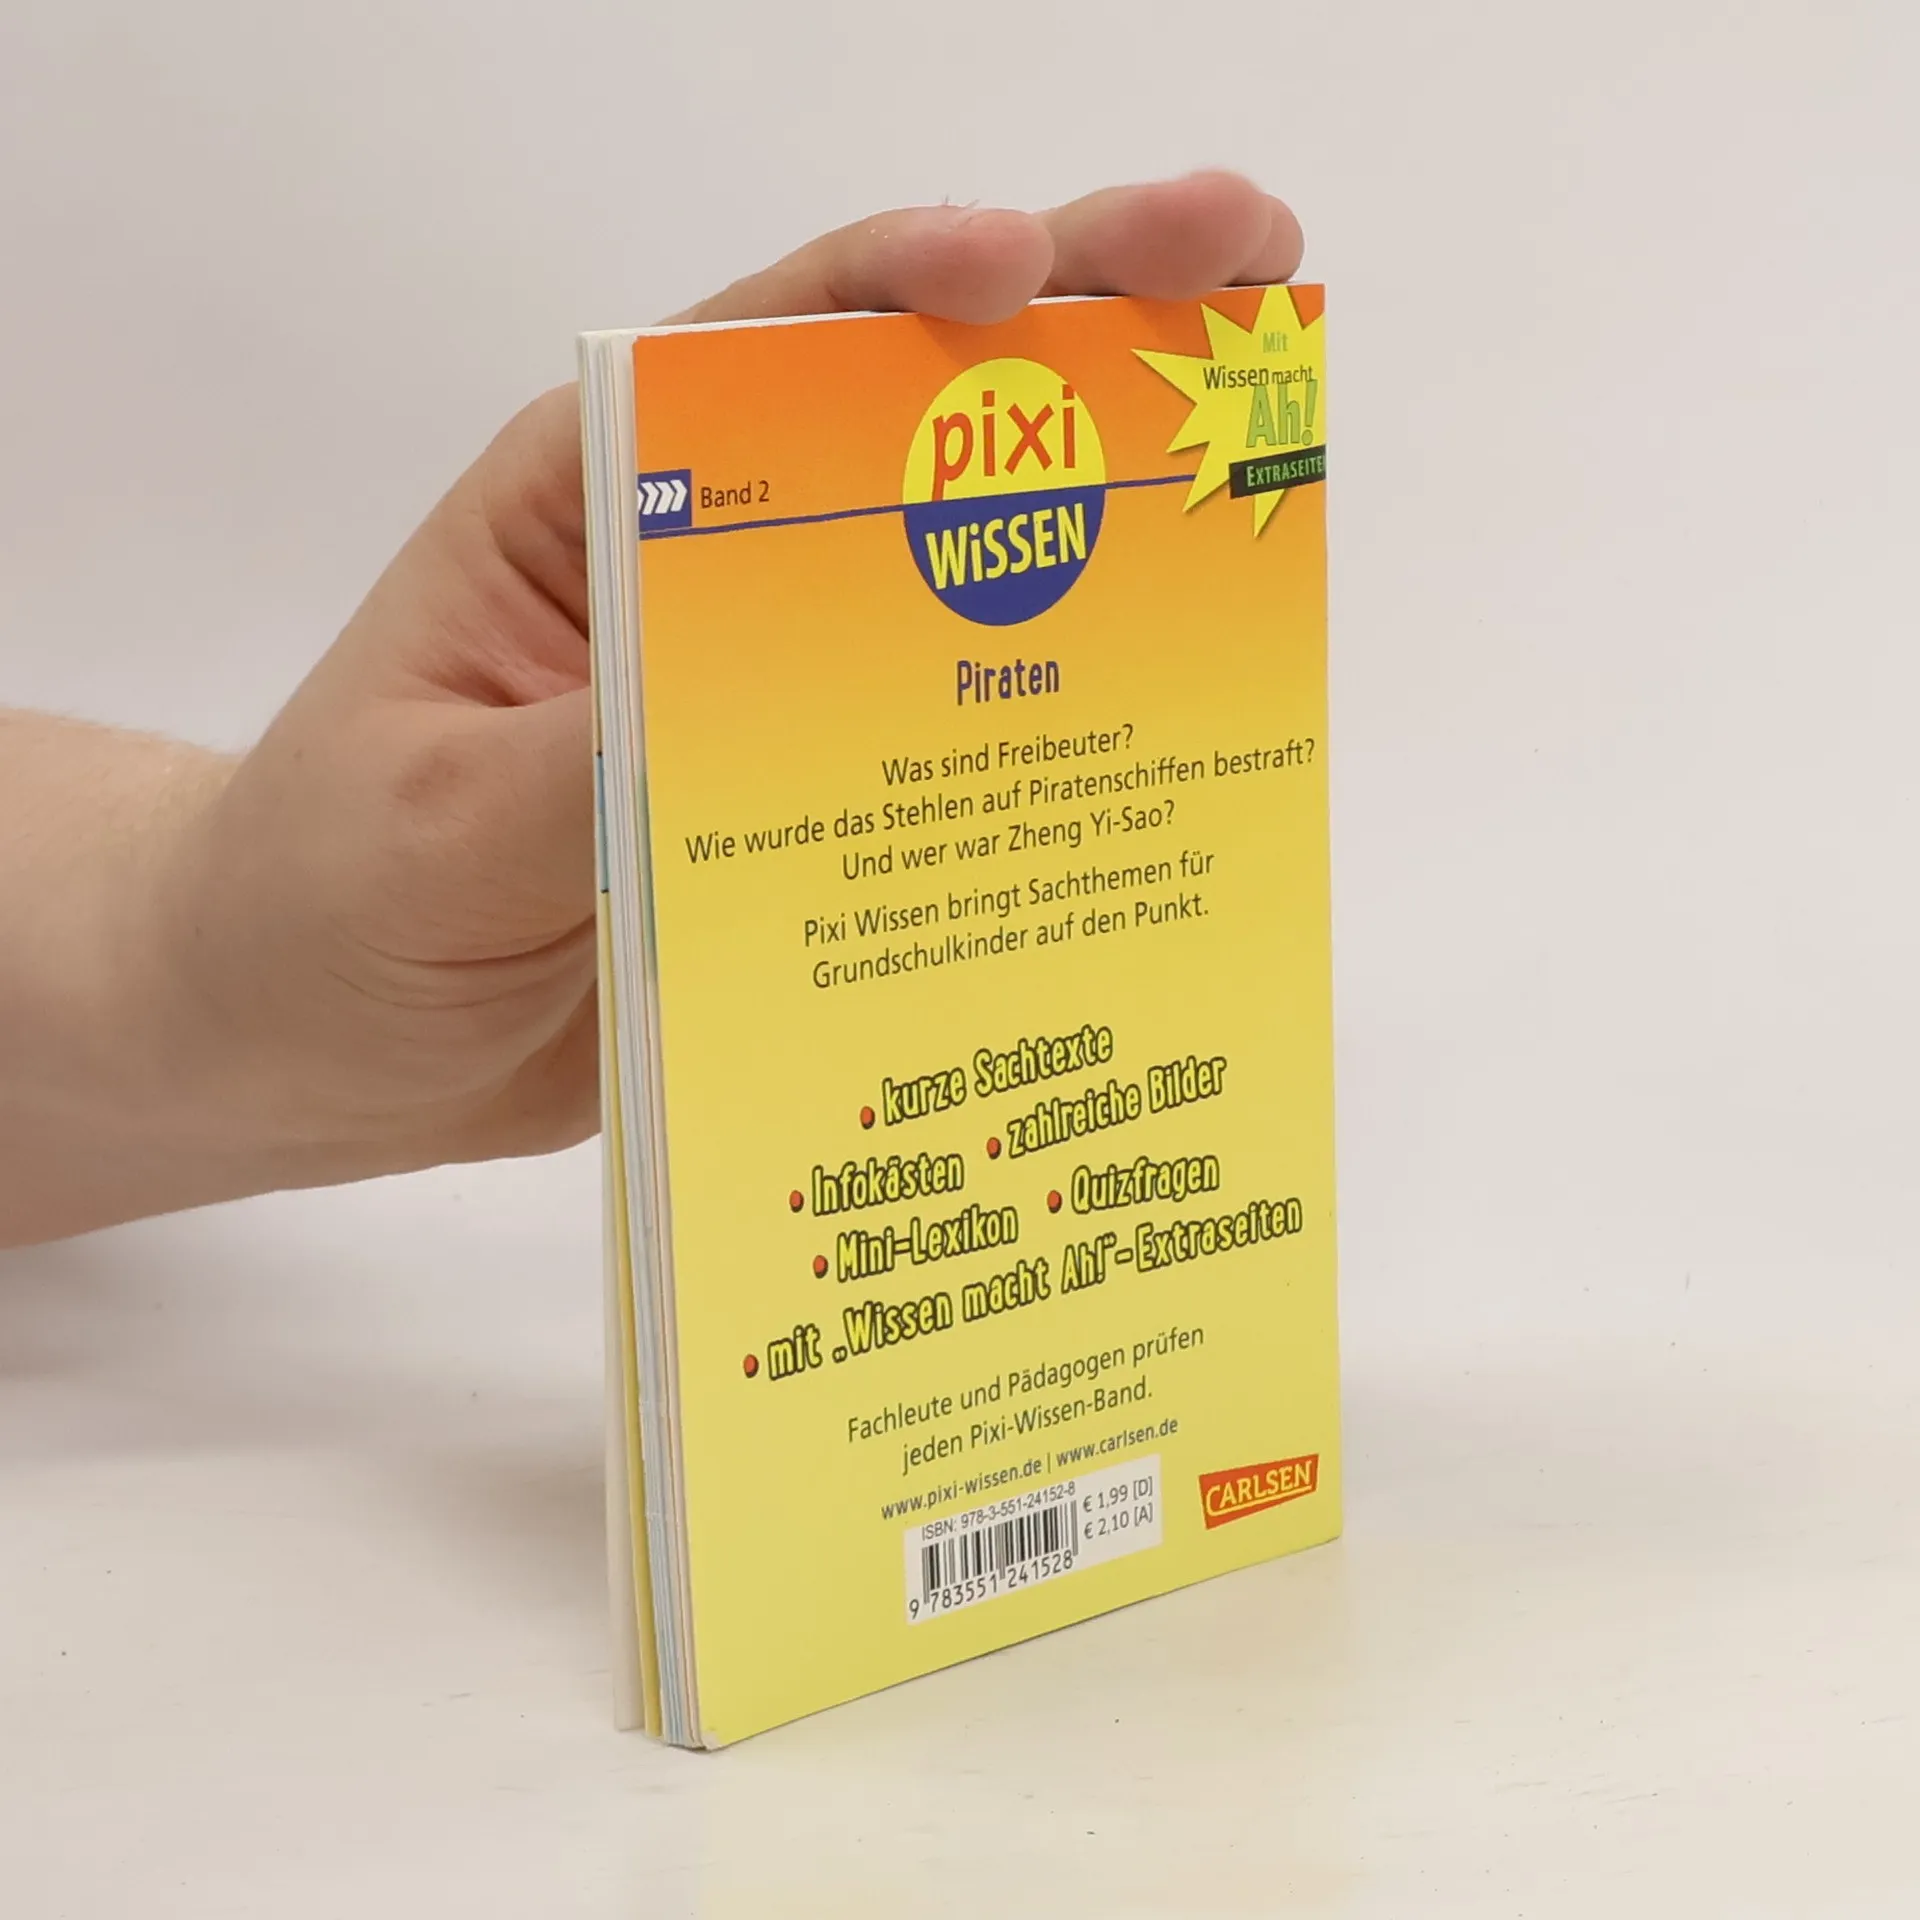 Mit
Wissen macht
Ah!
EXTRASEITE
pixi
Band 2
WiSSEN
Piraten
Was sind Freibeuter?
Wie wurde das Stehlen auf Piratenschiffen bestraft?
Und wer war Zheng Yi-Sao?
Pixi Wissen bringt Sachthemen für
Grundschulkinder auf den Punkt.
• kurze Sachtexte
• zahlreiche Bilder
• Infokästen
• Quizfragen
• Mini-Lexikon
• mit „Wissen macht Ah!“-Extraseiten
Fachleute und Pädagogen prüfen
jeden Pixi-Wissen-Band.
www.pixi-wissen.de | www.carlsen.de
ISBN: 978-3-551-24152-8
€ 1,99 [D]
€ 2,10 [A]
9 783551 241528
CARLSEN